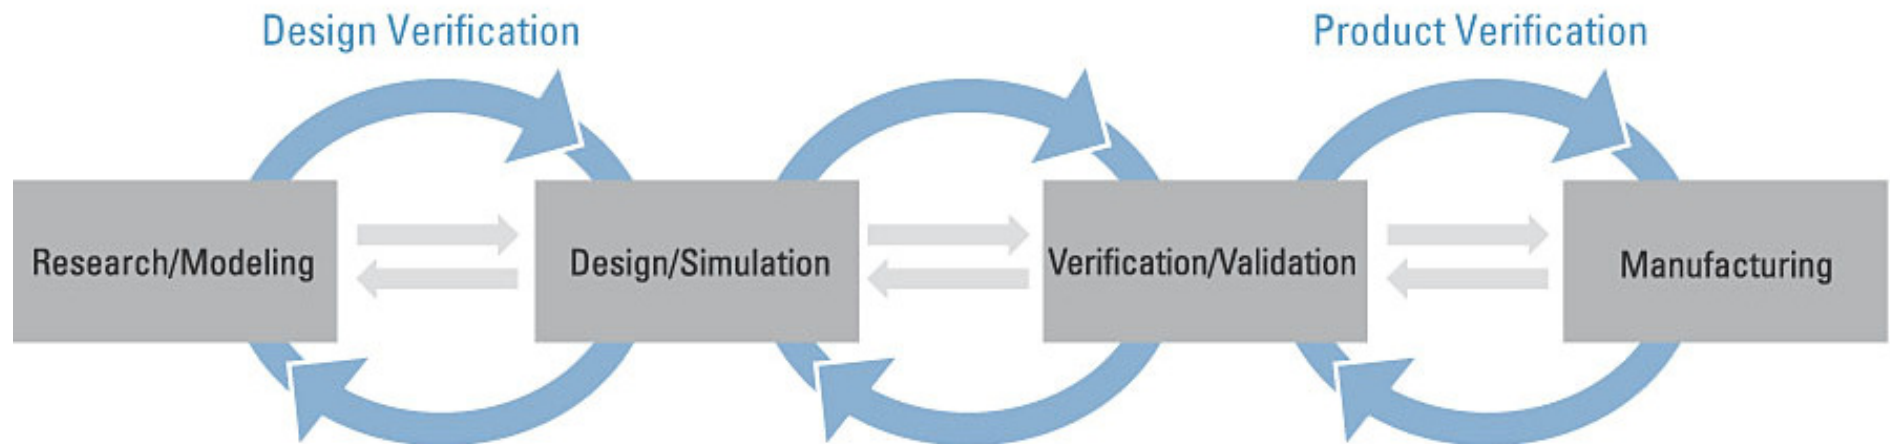 Design Verification
Product Verification
Research/Modeling
Design/Simulation
Verification/Validation
Manufacturing